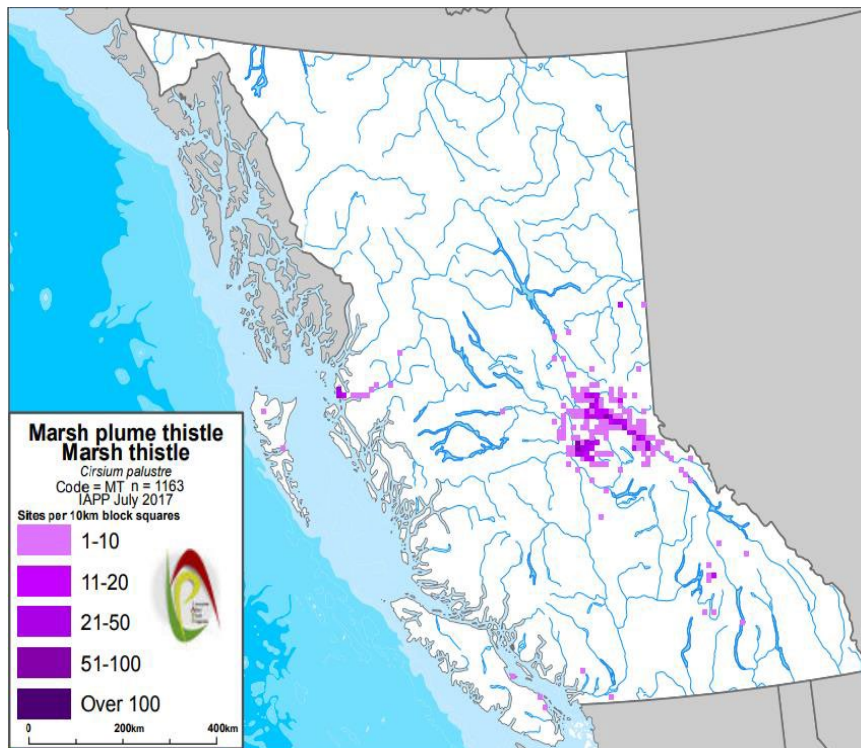 Marsh plume thistle
Marsh thistle
Cirsium palustre
Code = MT n = 1163
IAPP July 2017
Sites per 10km block squares
1-10
11-20
21-50
51-100
Over 100
0 200km 400km